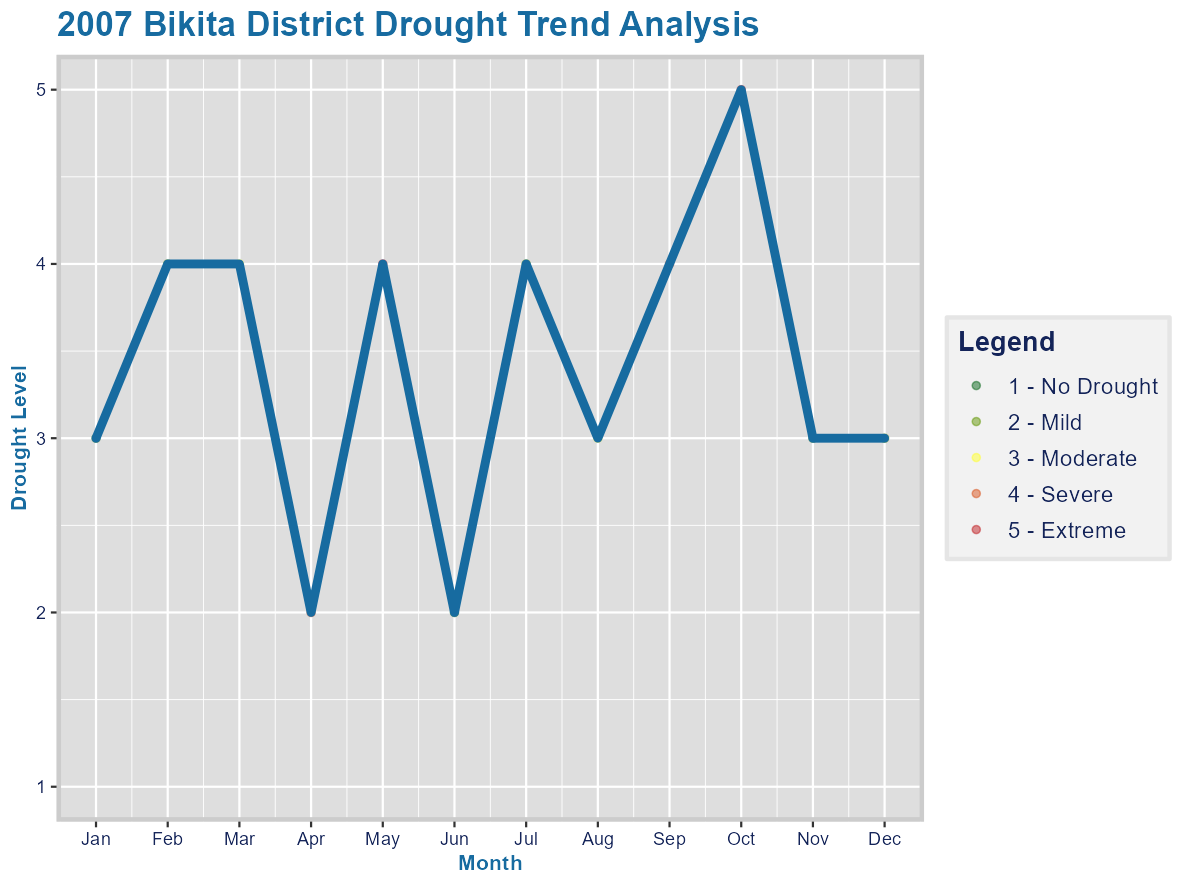 2007 Bikita District Drought Trend Analysis
Drought Level
5
4
3
2
1
Jan Feb Mar Apr May Jun Jul Aug Sep Oct Nov Dec
Month
Legend
1 - No Drought
2 - Mild
3 - Moderate
4 - Severe
5 - Extreme